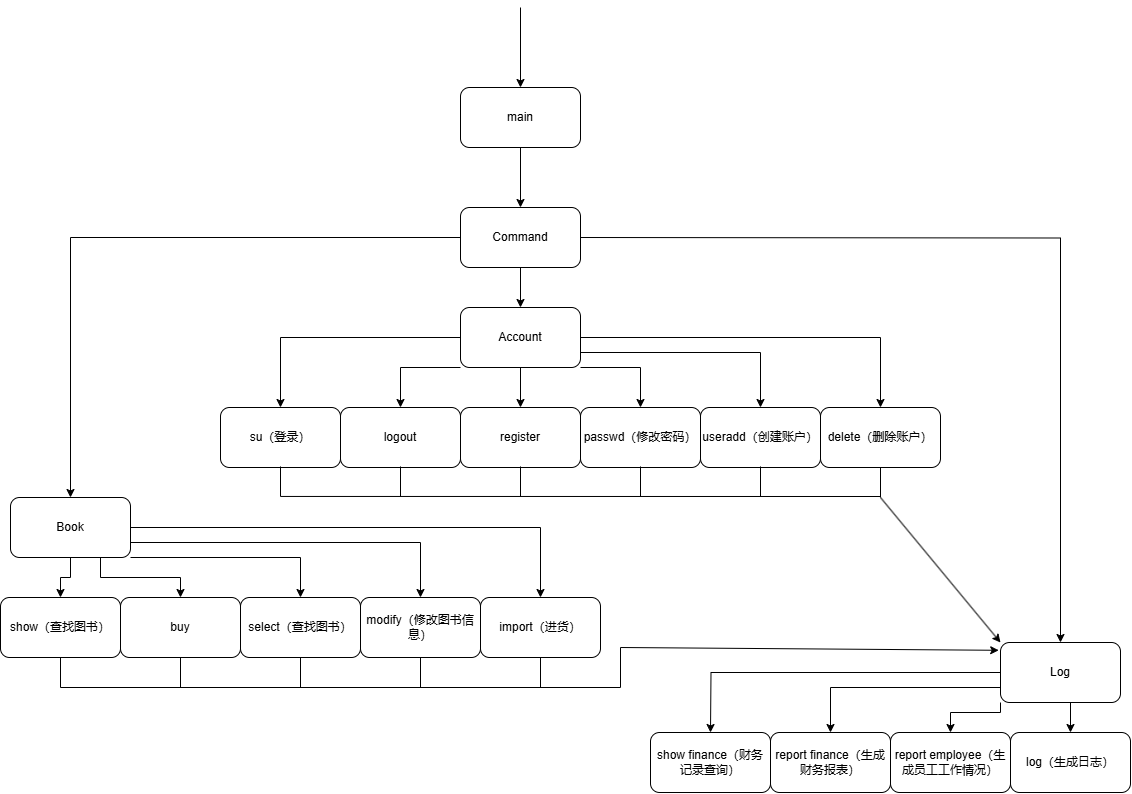 main
Command
Account
su（登录）
logout
register
passwd（修改密码）
useradd（创建账户）
delete（删除账户）
Book
show（查找图书）
buy
select（查找图书）
modify（修改图书信
息）
import（进货）
Log
show finance（财务
记录查询）
report finance（生成
财务报表）
report employee（生
成员工工作情况）
log（生成日志）